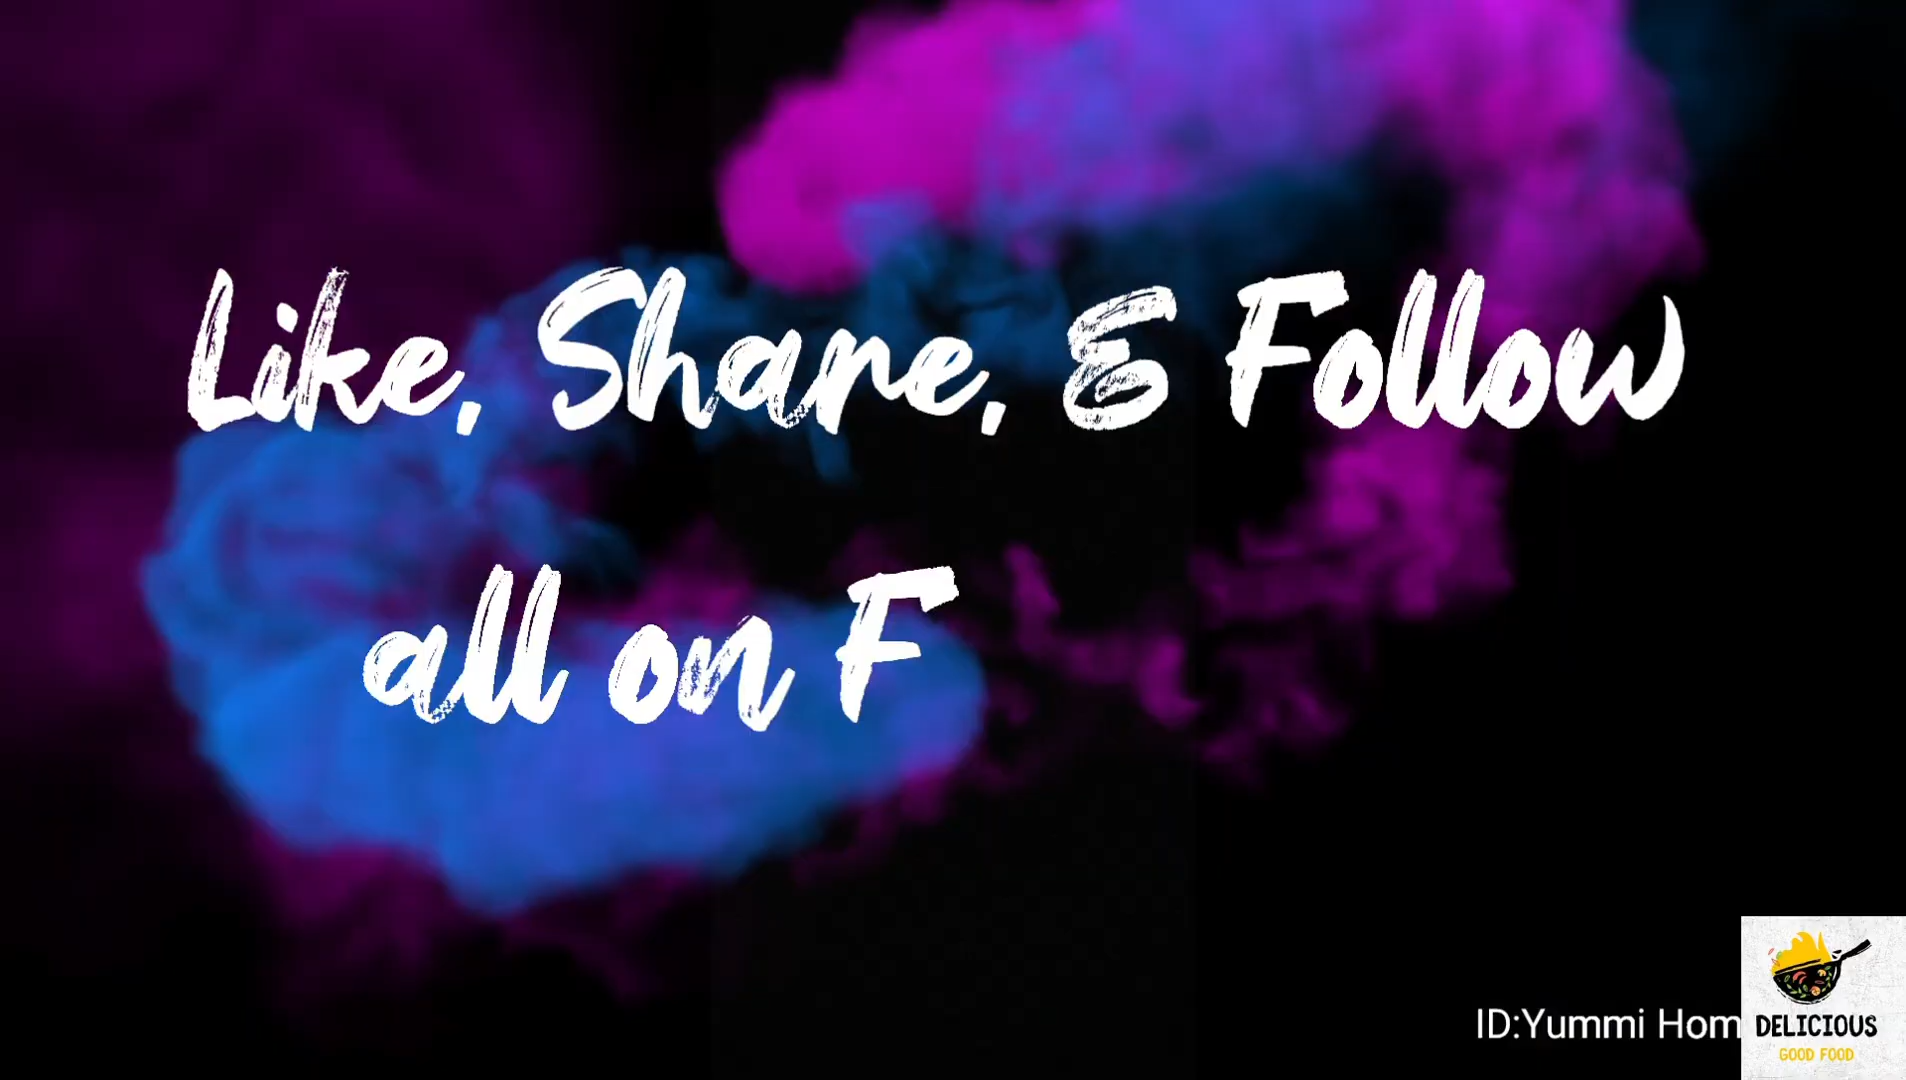 Like, Share, & Follow
all on F
ID:Yummi Hom
DELICIOUS
GOOD FOOD